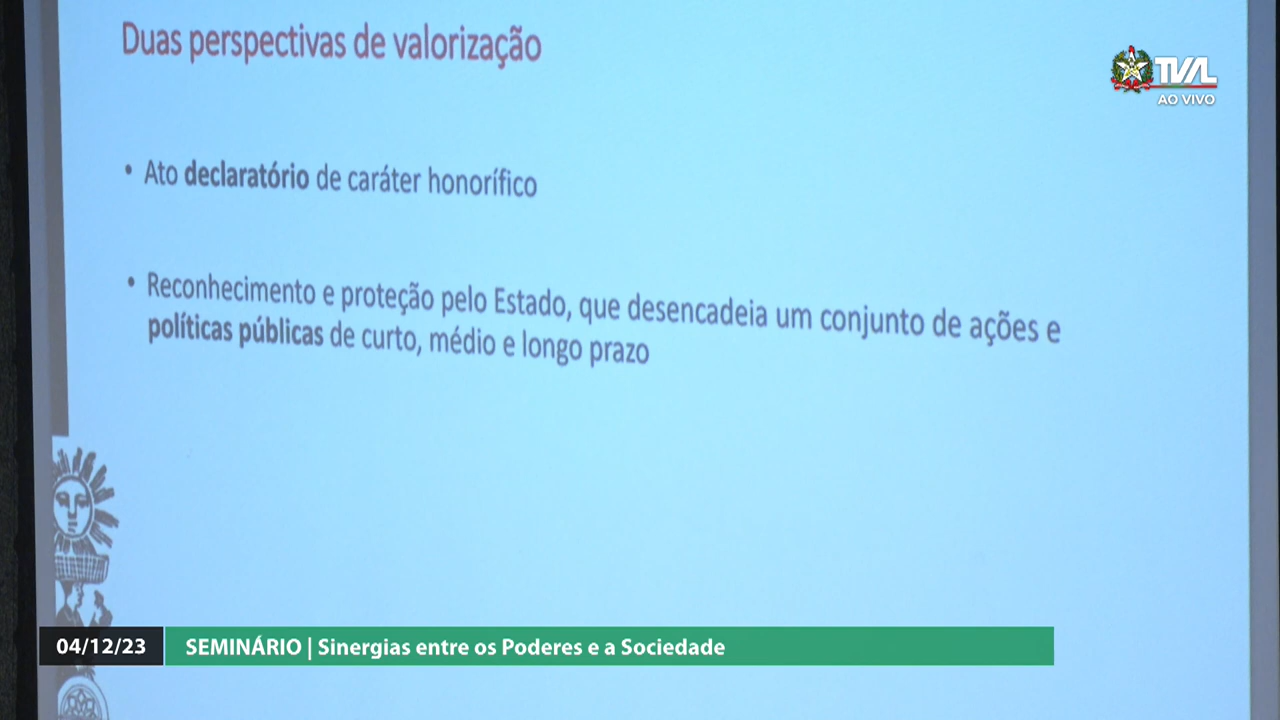 Duas perspectivas de valorização
TVAL
AO VIVO
• Ato declaratório de caráter honorífico
• Reconhecimento e proteção pelo Estado, que desencadeia um conjunto de ações e
políticas públicas de curto, médio e longo prazo
04/12/23
SEMINÁRIO | Sinergias entre os Poderes e a Sociedade